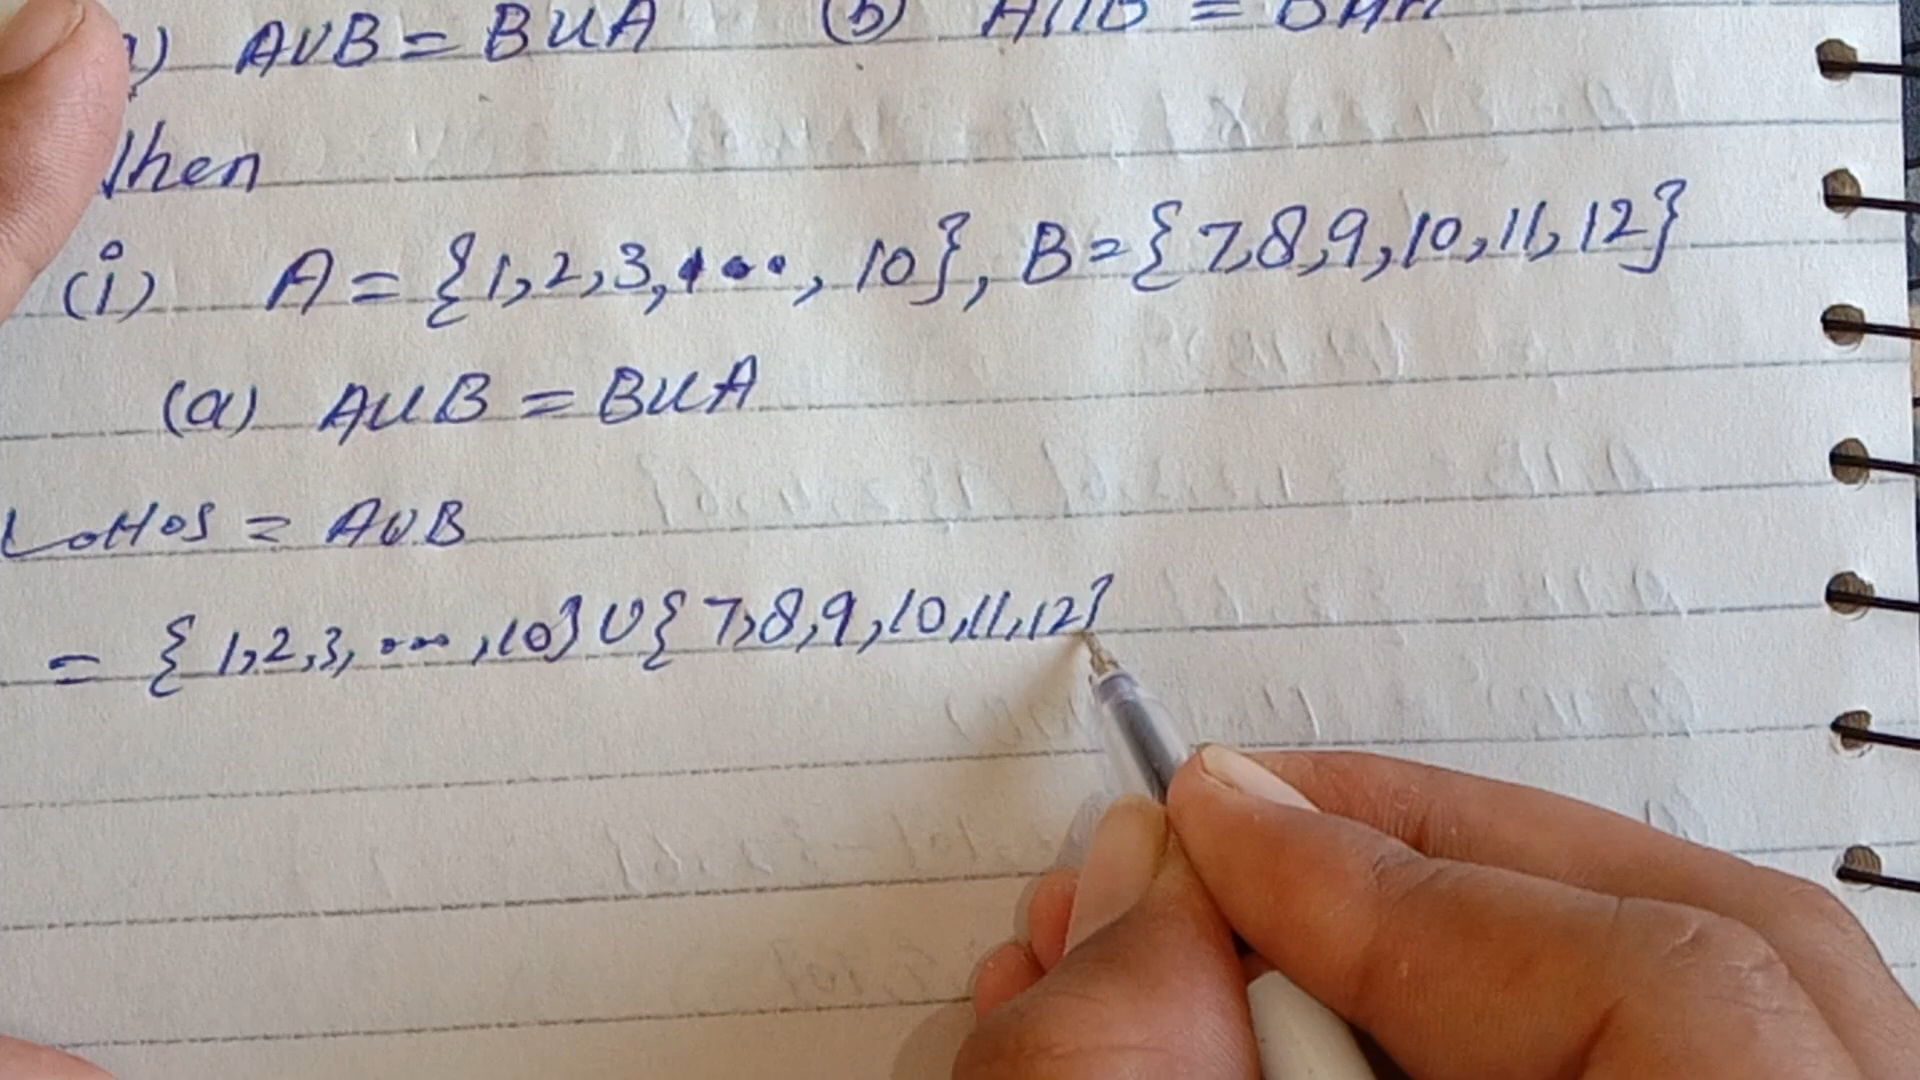 ) AUB = BUA (b) A∩B = B∩A
Then
(i) A = {1,2,3,...., 10}, B={7,8,9,10,11,12}
(a) AUB = BUA
L.H.S = AUB
= {1,2,3,....,10}U{7,8,9,10,11,12}